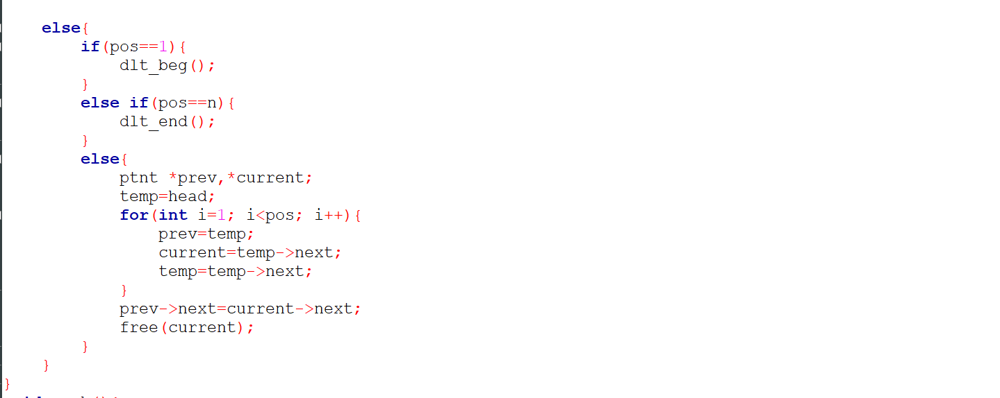 else{
if(pos==1){
dlt_beg();
}
else if(pos==n){
dlt_end();
}
else{
ptnt *prev,*current;
temp=head;
for(int i=1; i<pos; i++){
prev=temp;
current=temp->next;
temp=temp->next;
}
prev->next=current->next;
free(current);
}
}
}